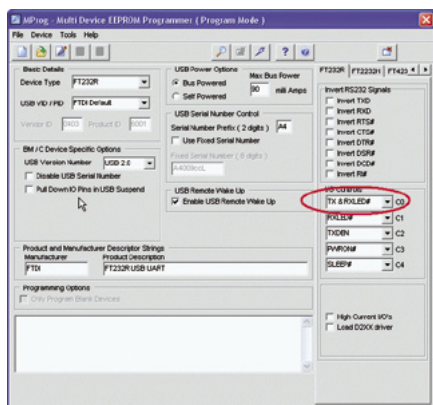 MProg - Multi Device EEPROM Programmer ( Program Mode )
File Device Tools Help
Basic Details
Device Type FT232R
USB VID / PID FTDI Default
Vendor ID 0403 Product ID 6001
BM / C Device Specific Options
USB Version Number USB 2.0
Disable USB Serial Number
Pull Down IO Pins in USB Suspend
USB Power Options
Bus Powered
Self Powered
Max Bus Power
90 milli Amps
USB Serial Number Control
Serial Number Prefix ( 2 digits ) A4
Use Fixed Serial Number
Fixed Serial Number ( 8 digits )
USB Remote Wake Up
Enable USB Remote Wake Up
Product and Manufacturer Descriptor Strings
Manufacturer Product Description
FTDI FT232R USB UART
Programming Options
Only Program Blank Devices
FT232R FT2232H FT423
Invert RS232 Signals
Invert TXD
Invert RXD
Invert RTS#
Invert CTS#
Invert DTR#
Invert DSR#
Invert DCD#
Invert RI#
I/O Controls
TX & RXLED# C0
RXLED# C1
TXDEN C2
PWRON# C3
SLEEP# C4
High Current I/O's
Load D2XX driver